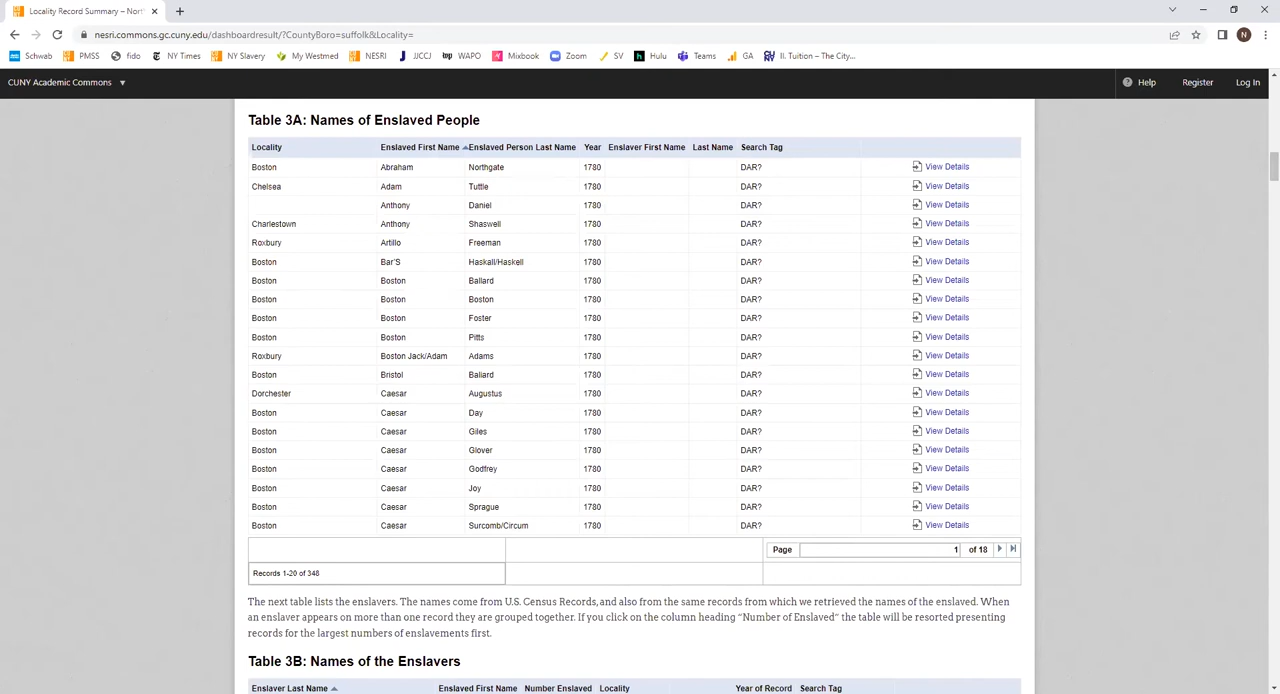 Locality Record Summary – Nort
nesri.commons.gc.cuny.edu/dashboardresult/?CountyBoro=suffolk&Locality=
N
Schwab PMSS fido NY Times NY Slavery My Westmed NESRI JJCCJ WAPO Mixbook Zoom SV Hulu Teams GA II. Tuition – The City...
CUNY Academic Commons Help Register Log In
Table 3A: Names of Enslaved People
Locality Enslaved First Name Enslaved Person Last Name Year Enslaver First Name Last Name Search Tag
Boston Abraham Northgate 1780 DAR? View Details
Chelsea Adam Tuttle 1780 DAR? View Details
Anthony Daniel 1780 DAR? View Details
Charlestown Anthony Shaswell 1780 DAR? View Details
Roxbury Artillo Freeman 1780 DAR? View Details
Boston Bar'S Haskall/Haskell 1780 DAR? View Details
Boston Boston Ballard 1780 DAR? View Details
Boston Boston Boston 1780 DAR? View Details
Boston Boston Foster 1780 DAR? View Details
Boston Boston Pitts 1780 DAR? View Details
Roxbury Boston Jack/Adam Adams 1780 DAR? View Details
Boston Bristol Ballard 1780 DAR? View Details
Dorchester Caesar Augustus 1780 DAR? View Details
Boston Caesar Day 1780 DAR? View Details
Boston Caesar Giles 1780 DAR? View Details
Boston Caesar Glover 1780 DAR? View Details
Boston Caesar Godfrey 1780 DAR? View Details
Boston Caesar Joy 1780 DAR? View Details
Boston Caesar Sprague 1780 DAR? View Details
Boston Caesar Surcomb/Circum 1780 DAR? View Details
Page 1 of 18
Records 1-20 of 348
The next table lists the enslavers. The names come from U.S. Census Records, and also from the same records from which we retrieved the names of the enslaved. When
an enslaver appears on more than one record they are grouped together. If you click on the column heading "Number of Enslaved" the table will be resorted presenting
records for the largest numbers of enslavements first.
Table 3B: Names of the Enslavers
Enslaver Last Name Enslaved First Name Number Enslaved Locality Year of Record Search Tag